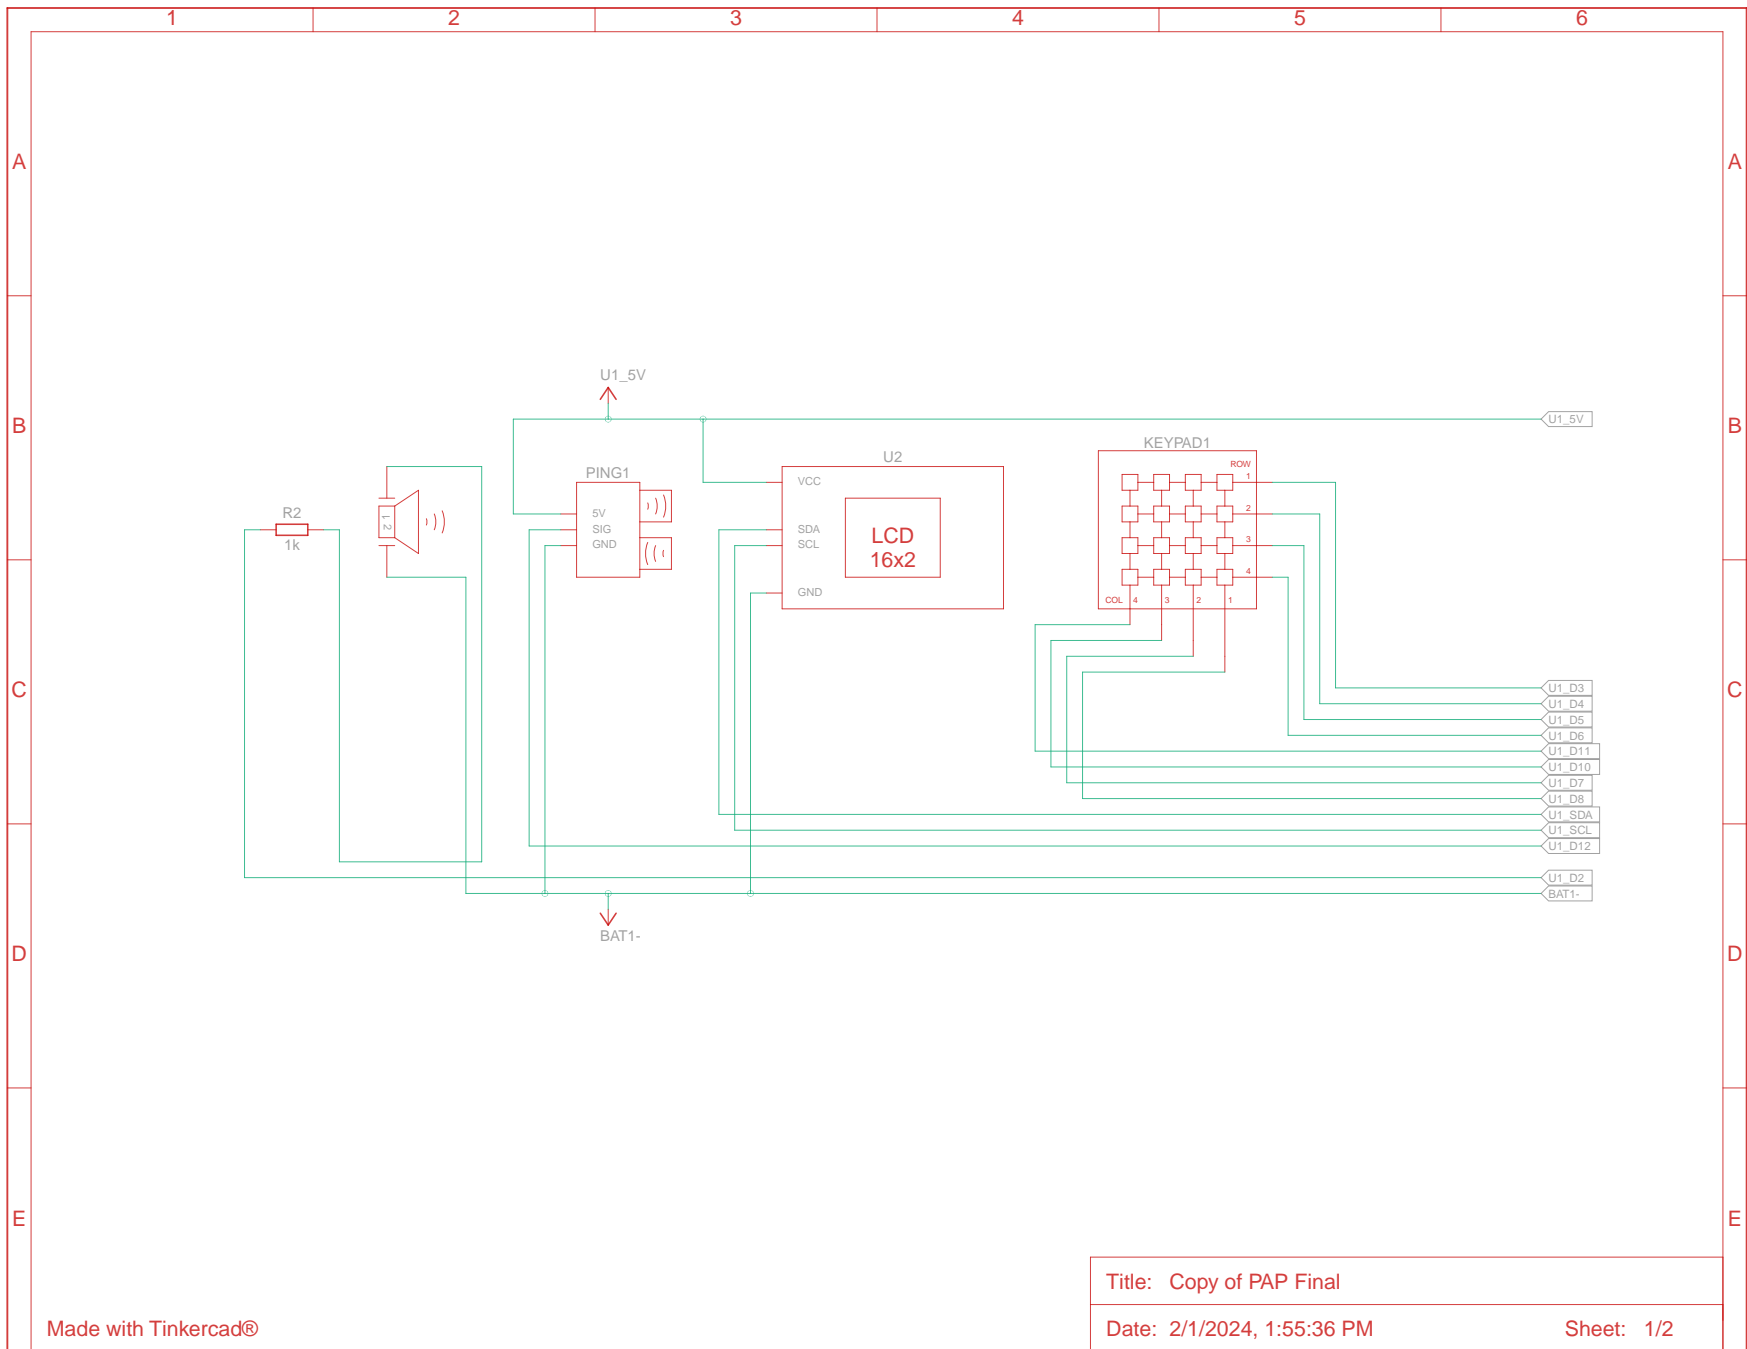 1 2 3 4 5 6
A A
U1_5V
B U1_5V B
KEYPAD1
U2
ROW
PING1
VCC 1
R2 5V 2
1 2
SIG SDA LCD
1k GND SCL 16x2 3
4
GND
COL 4 3 2 1
C U1_D3 C
U1_D4
U1_D5
U1_D6
U1_D11
U1_D10
U1_D7
U1_D8
U1_SDA
U1_SCL
U1_D12
U1_D2
BAT1-
BAT1-
D D
E E
Title: Copy of PAP Final
Made with Tinkercad®
Date: 2/1/2024, 1:55:36 PM Sheet: 1/2